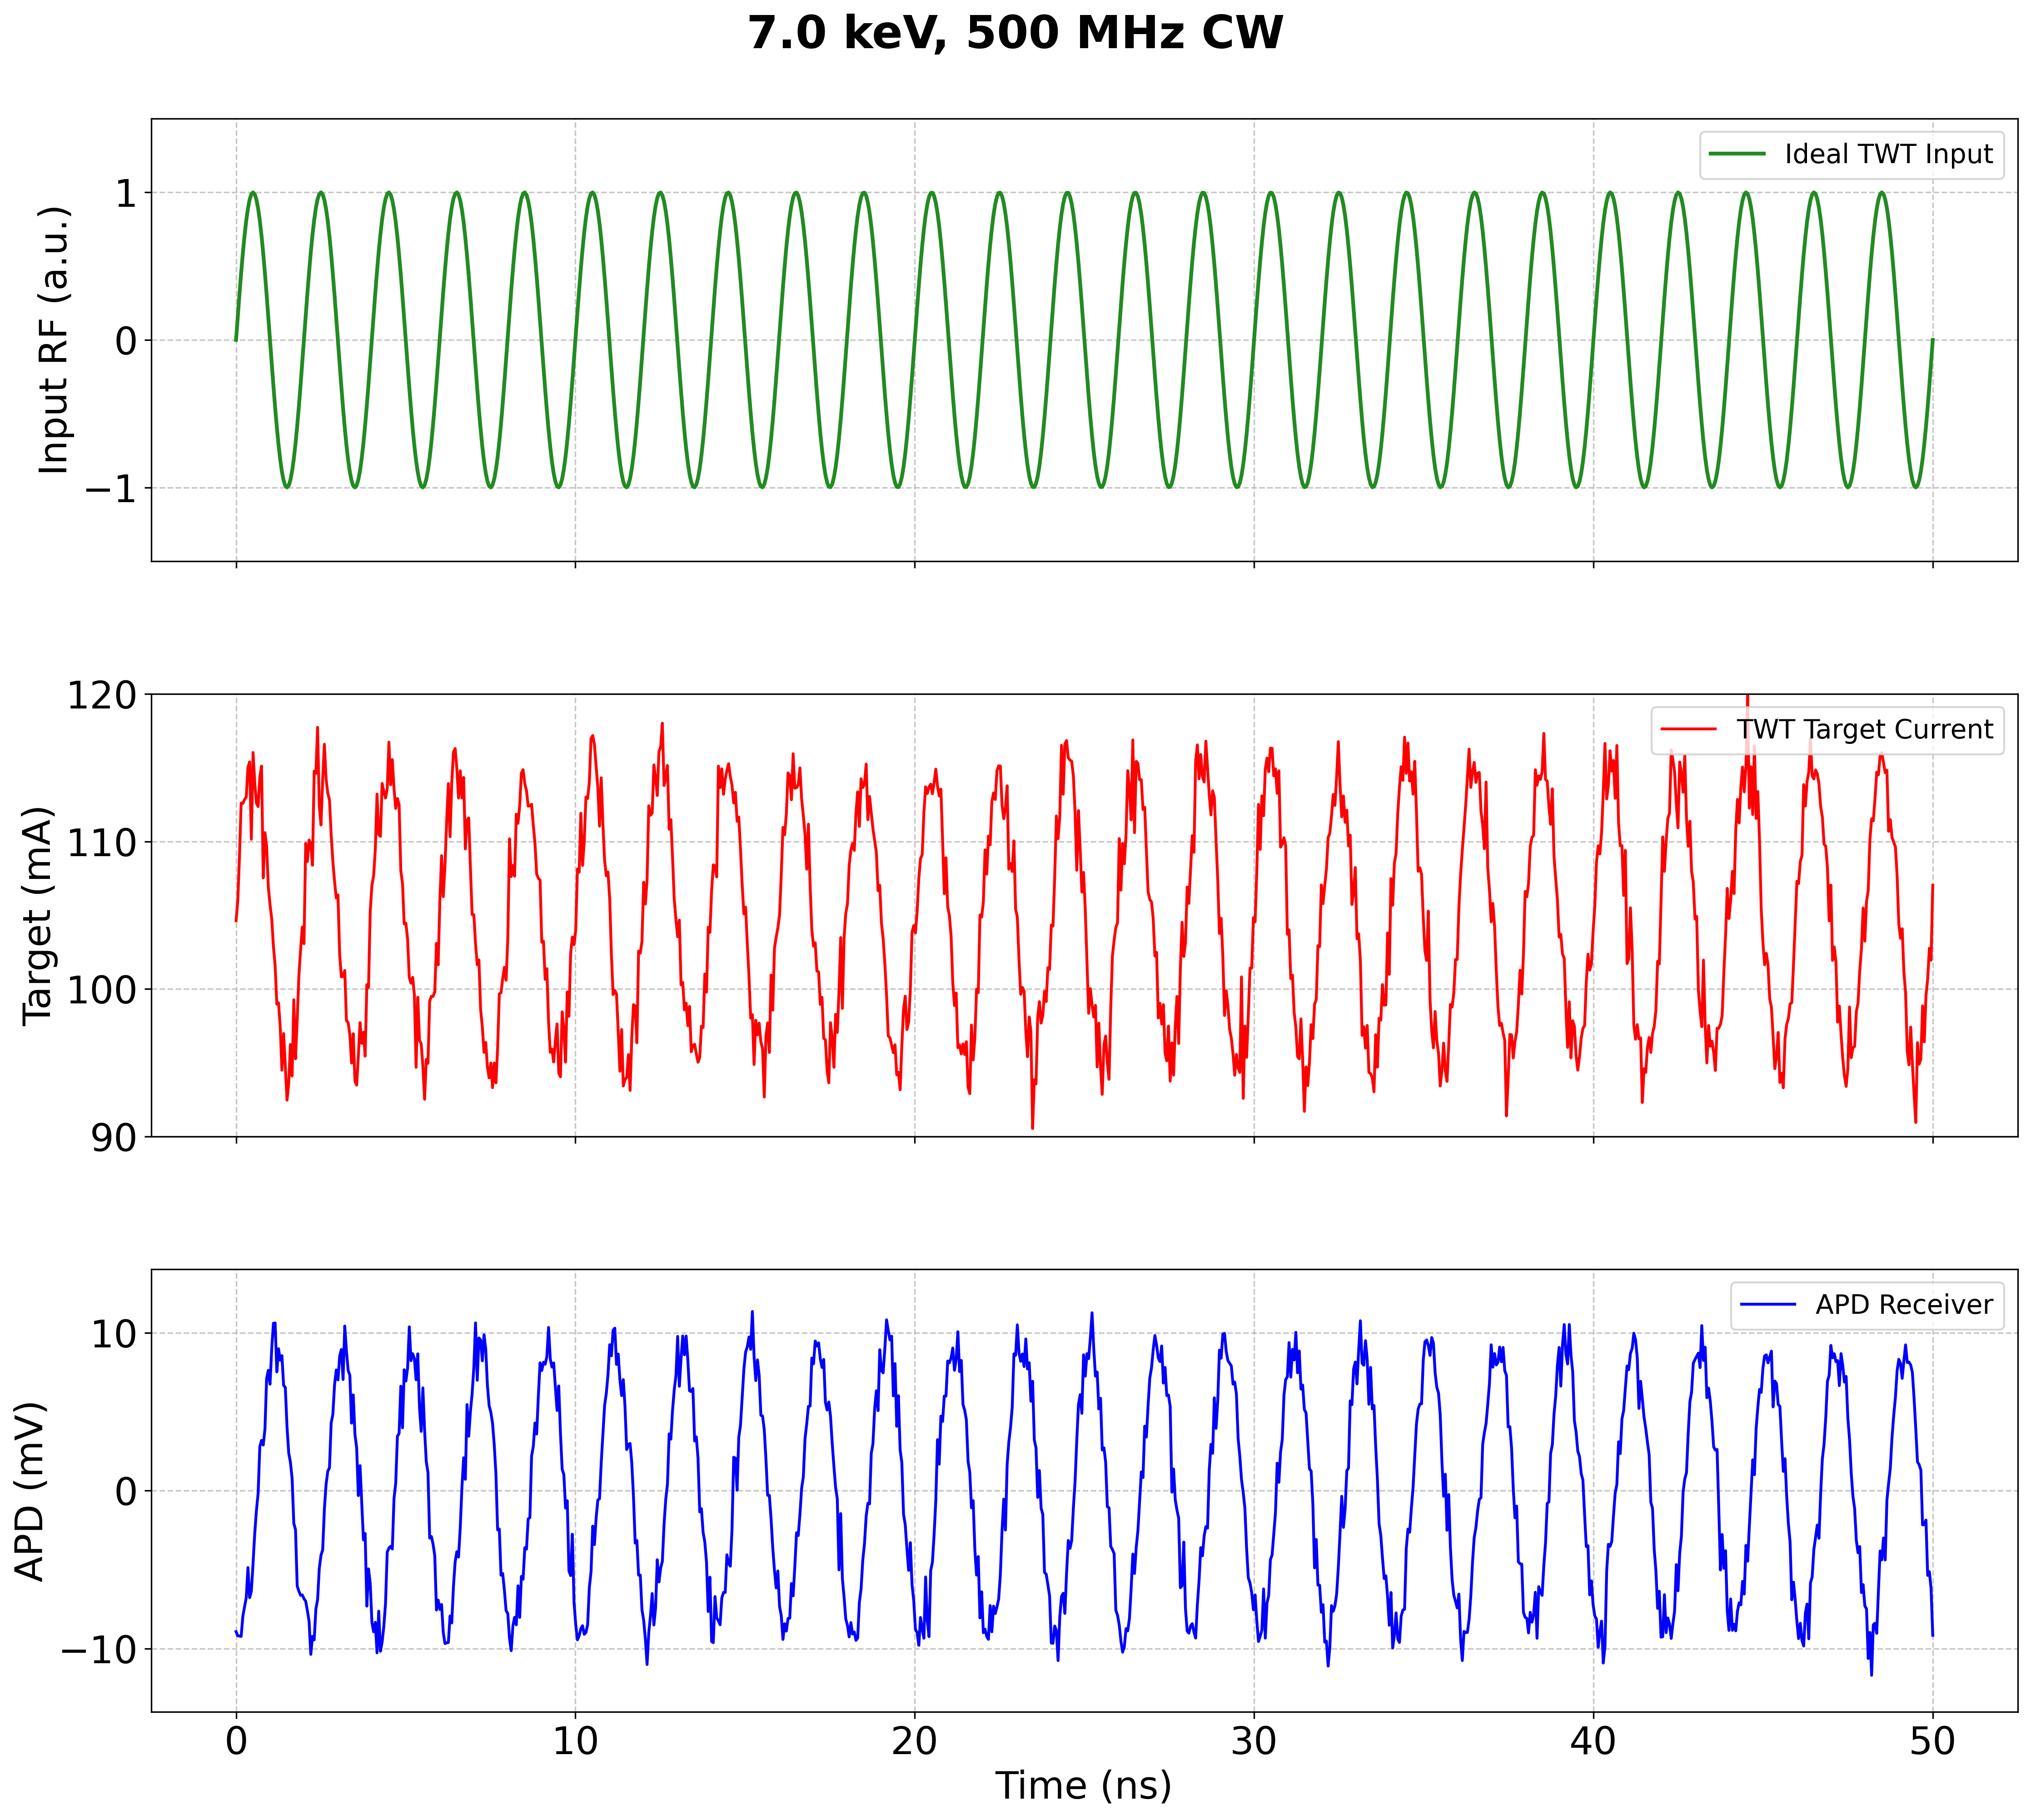 7.0 keV, 500 MHz CW
Input RF (a.u.)
1
0
−1
Ideal TWT Input
Target (mA)
120
110
100
90
TWT Target Current
APD (mV)
10
0
−10
APD Receiver
0 10 20 30 40 50
Time (ns)